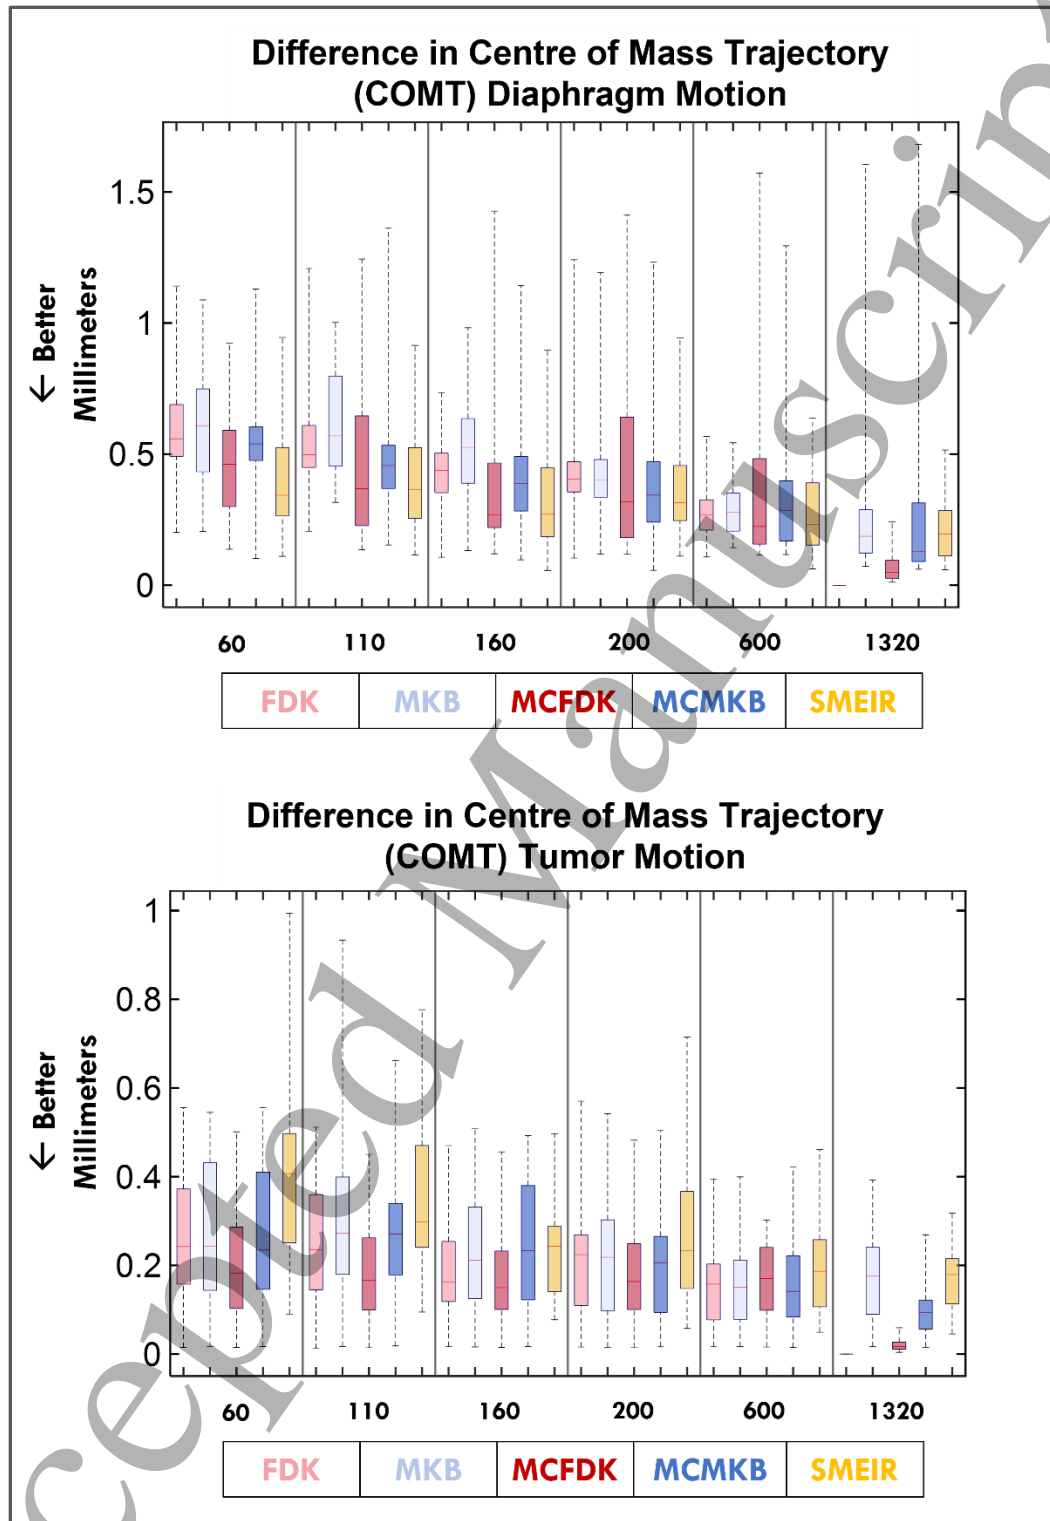 Difference in Centre of Mass Trajectory
(COMT) Diaphragm Motion
← Better
Millimeters
1.5
1
0.5
0
60 110 160 200 600 1320
FDK MKB MCFDK MCMKB SMEIR
Difference in Centre of Mass Trajectory
(COMT) Tumor Motion
← Better
Millimeters
1
0.8
0.6
0.4
0.2
0
60 110 160 200 600 1320
FDK MKB MCFDK MCMKB SMEIR
cepted Manuscrip